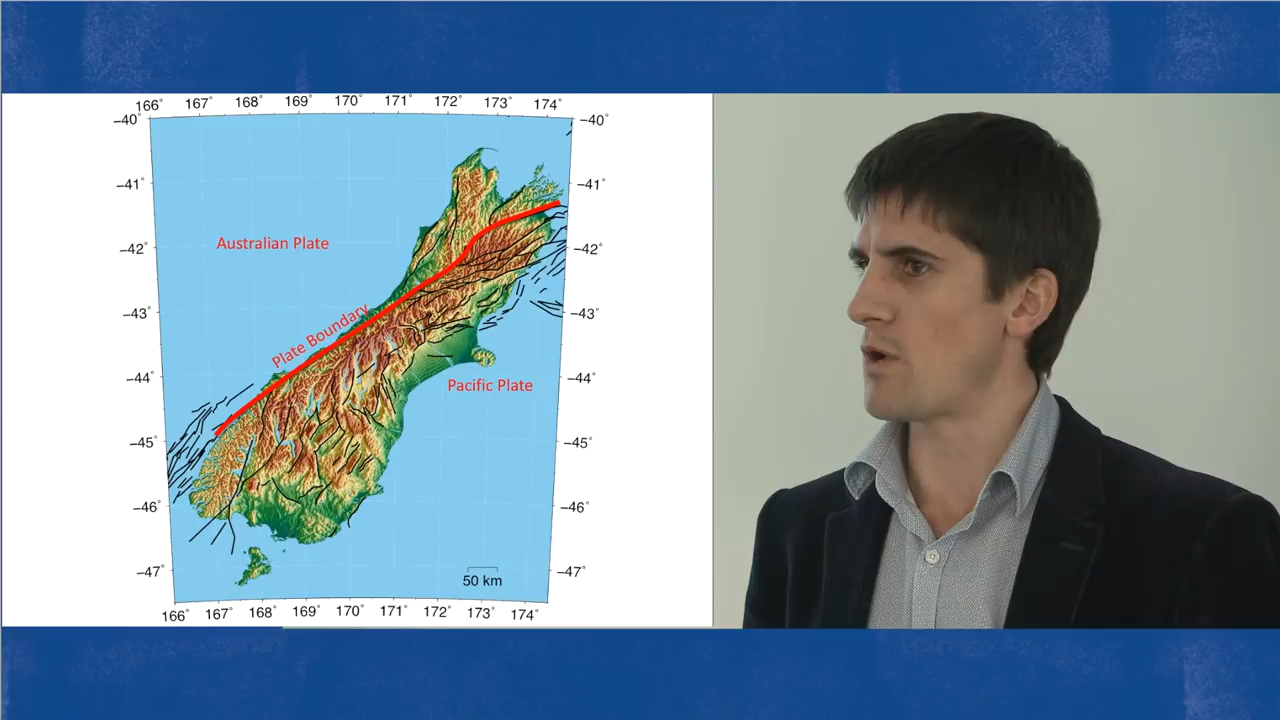 166° 167° 168° 169° 170° 171° 172° 173° 174°
−40° −40°
−41° −41°
Australian Plate
−42° −42°
−43° −43°
Plate Boundary
−44° −44°
Pacific Plate
−45° −45°
−46° −46°
−47° −47°
50 km
166° 167° 168° 169° 170° 171° 172° 173° 174°